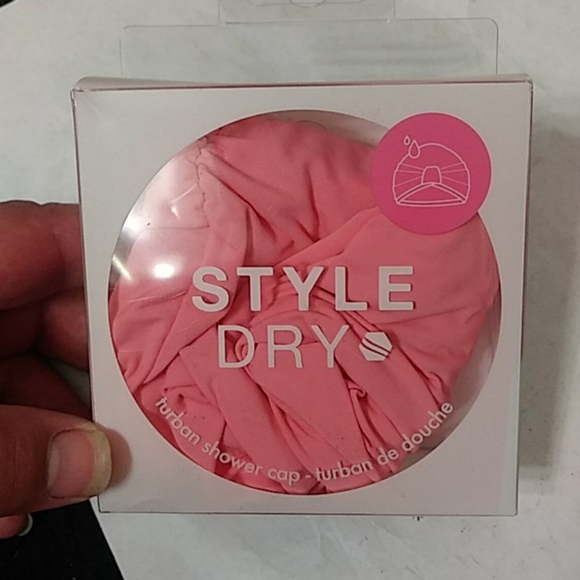 STYLE
DRY
turban shower cap - turban de douche